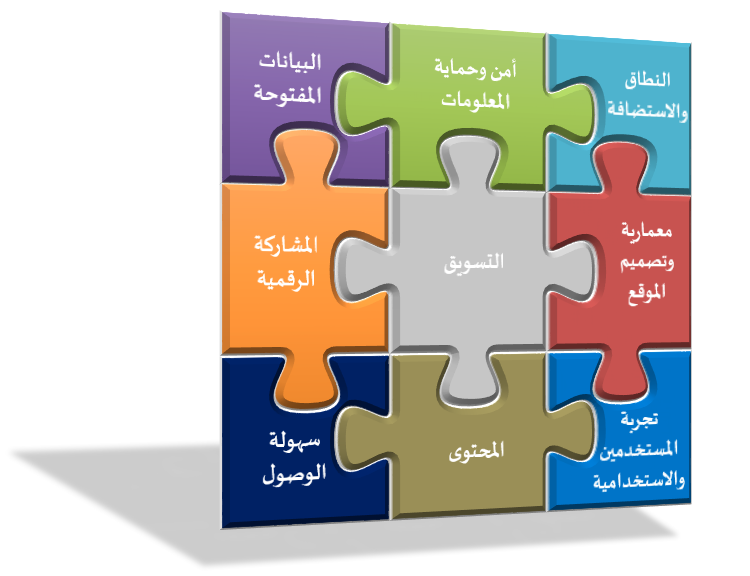 النطاق
والاستضافة
أمن وحماية
المعلومات
البيانات
المفتوحة
معمارية
وتصميم
الموقع
التسويق
المشاركة
الرقمية
تجربة
المستخدمين
والاستخدامية
المحتوى
سهولة
الوصول